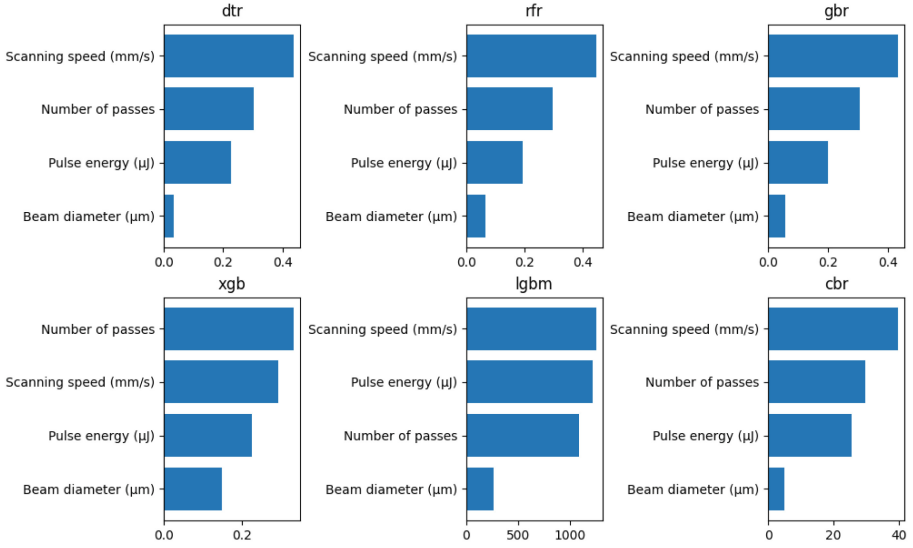 dtr
Scanning speed (mm/s)
Number of passes
Pulse energy (μJ)
Beam diameter (μm)
0.0 0.2 0.4
rfr
Scanning speed (mm/s)
Number of passes
Pulse energy (μJ)
Beam diameter (μm)
0.0 0.2 0.4
gbr
Scanning speed (mm/s)
Number of passes
Pulse energy (μJ)
Beam diameter (μm)
0.0 0.2 0.4
xgb
Number of passes
Scanning speed (mm/s)
Pulse energy (μJ)
Beam diameter (μm)
0.0 0.2
lgbm
Scanning speed (mm/s)
Pulse energy (μJ)
Number of passes
Beam diameter (μm)
0 500 1000
cbr
Scanning speed (mm/s)
Number of passes
Pulse energy (μJ)
Beam diameter (μm)
0 20 40